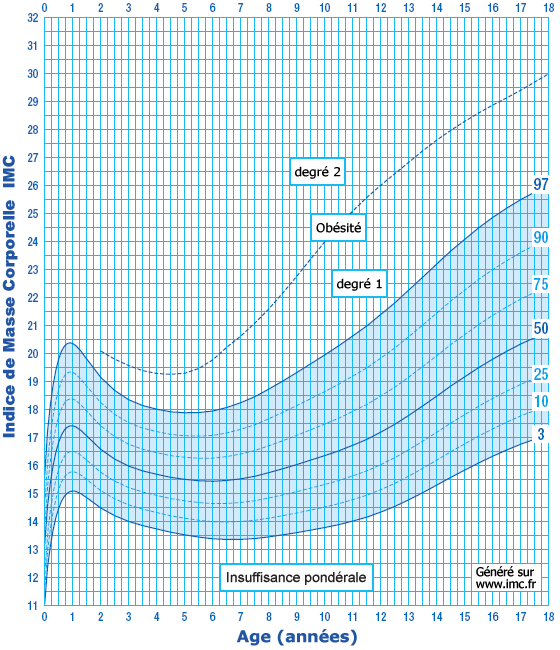 0 1 2 3 4 5 6 7 8 9 10 11 12 13 14 15 16 17 18
32
31
30
29
28
27
26
25
24
23
22
21
20
19
18
17
16
15
14
13
12
11
Indice de Masse Corporelle IMC
degré 2
Obésité
degré 1
97
90
75
50
25
10
3
Insuffisance pondérale
Généré sur
www.imc.fr
0 1 2 3 4 5 6 7 8 9 10 11 12 13 14 15 16 17 18
Age (années)